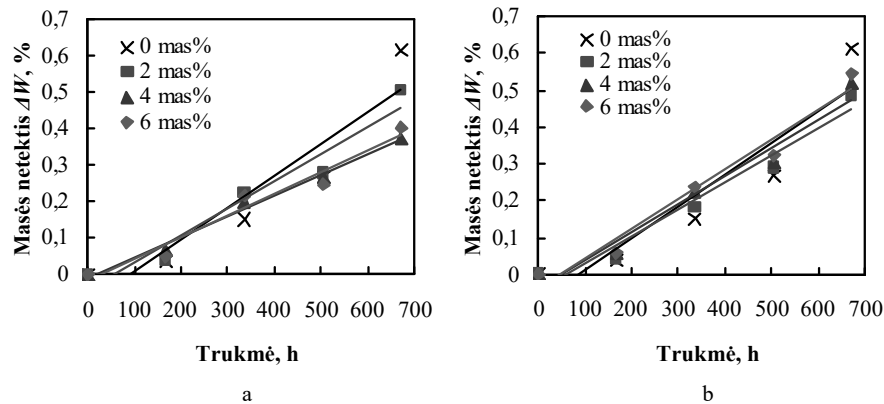 0,7
0,6
0,5
0,4
0,3
0,2
0,1
0
Masės netektis ΔW, %
0 mas%
2 mas%
4 mas%
6 mas%
0 100 200 300 400 500 600 700
Trukmė, h
a
0,7
0,6
0,5
0,4
0,3
0,2
0,1
0
Masės netektis ΔW, %
0 mas%
2 mas%
4 mas%
6 mas%
0 100 200 300 400 500 600 700
Trukmė, h
b